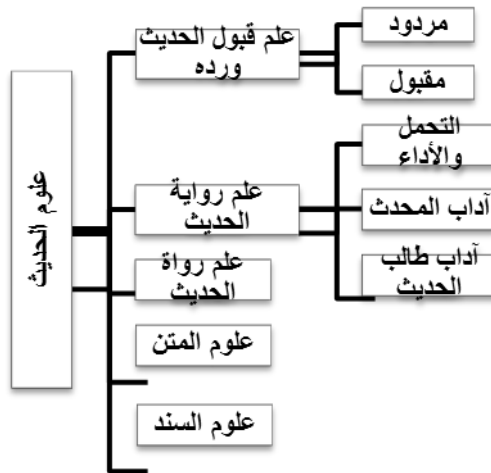 علوم الحديث
علم قبول الحديث
ورده
مردود
مقبول
علم رواية
الحديث
التحمل
والأداء
آداب المحدث
آداب طالب
الحديث
علم رواة
الحديث
علوم المتن
علوم السند